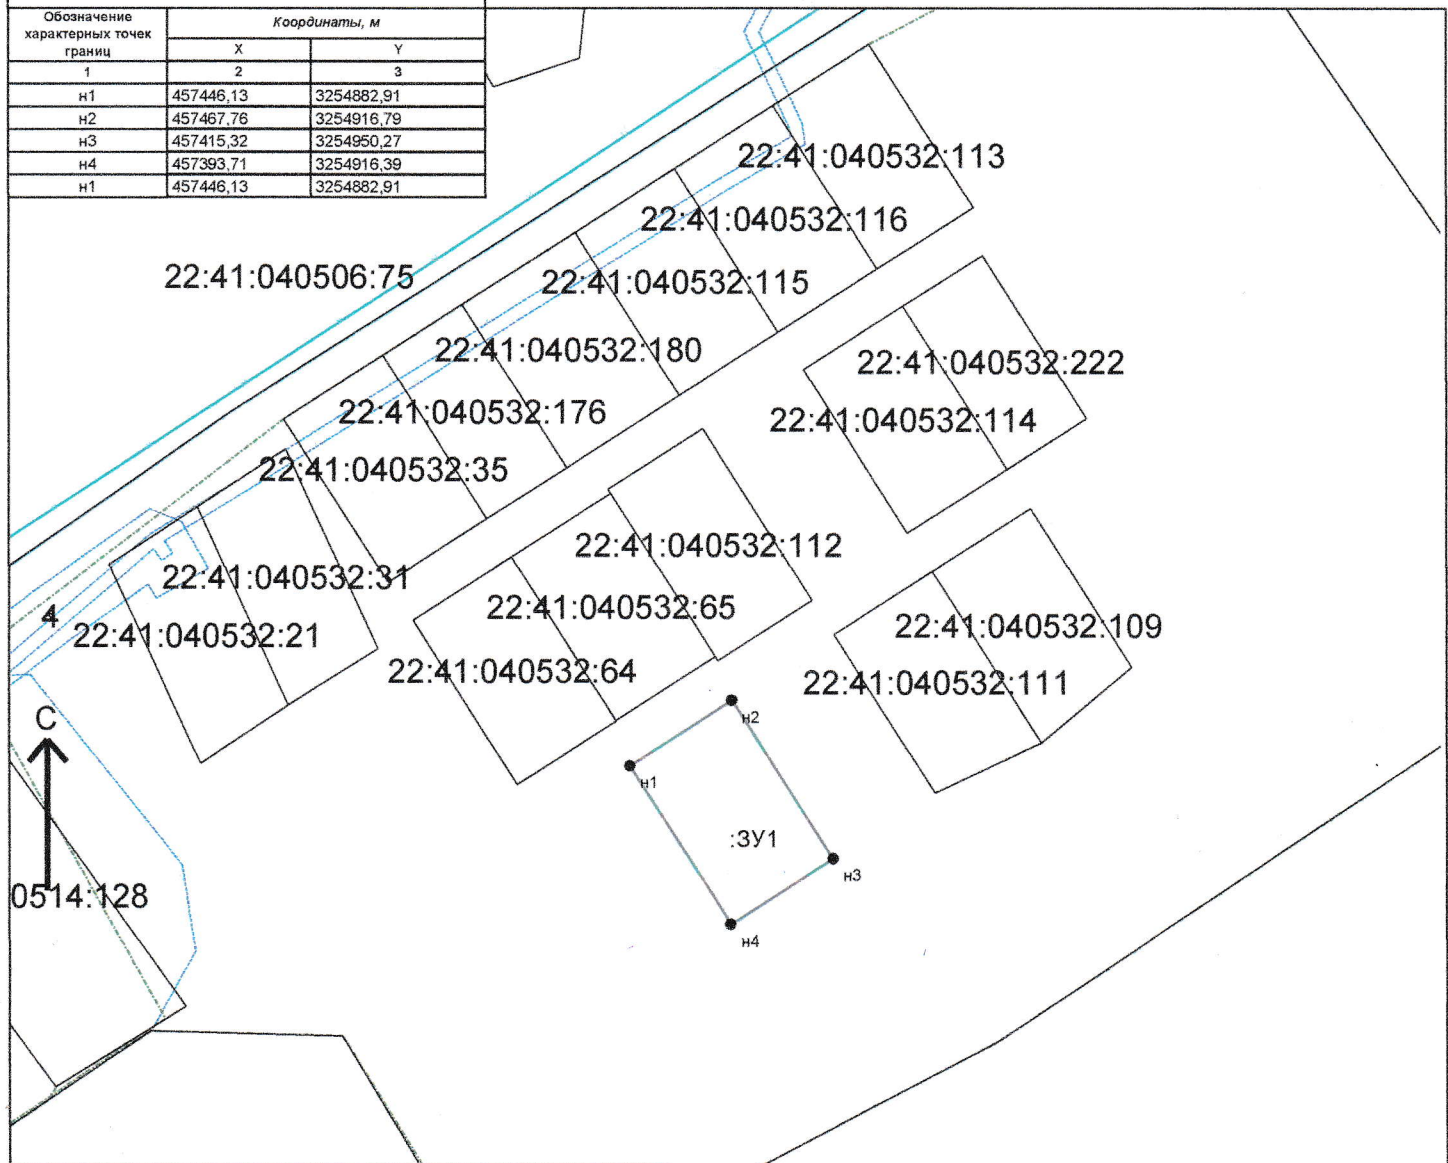 Обозначение характерных точек границ Координаты, м
X Y
1 2 3
н1 457446,13 3254882,91
н2 457467,76 3254916,79
н3 457415,32 3254950,27
н4 457393,71 3254916,39
н1 457446,13 3254882,91
22:41:040532:113
22:41:040532:116
22:41:040506:75
22:41:040532:115
22:41:040532:180
22:41:040532:222
22:41:040532:176
22:41:040532:114
22:41:040532:35
22:41:040532:112
22:41:040532:31
22:41:040532:65
4
22:41:040532:21
22:41:040532:109
22:41:040532:64
22:41:040532:111
С
н2
н1
:ЗУ1
н3
0514:128
н4